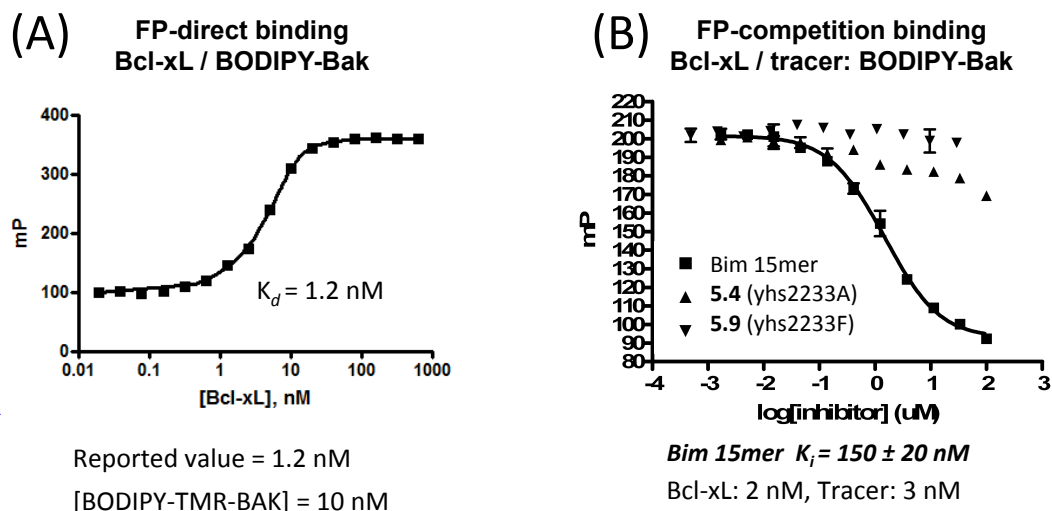 (A)
FP-direct binding
Bcl-xL / BODIPY-Bak
400
300
200
100
0
mP
K_d = 1.2 nM
0.01 0.1 1 10 100 1000
[Bcl-xL], nM
Reported value = 1.2 nM
[BODIPY-TMR-BAK] = 10 nM
(B)
FP-competition binding
Bcl-xL / tracer: BODIPY-Bak
220
210
200
190
180
170
160
150
140
130
120
110
100
90
80
mP
Bim 15mer
5.4 (yhs2233A)
5.9 (yhs2233F)
-4 -3 -2 -1 0 1 2 3
log[inhibitor] (uM)
Bim 15mer K_i = 150 ± 20 nM
Bcl-xL: 2 nM, Tracer: 3 nM